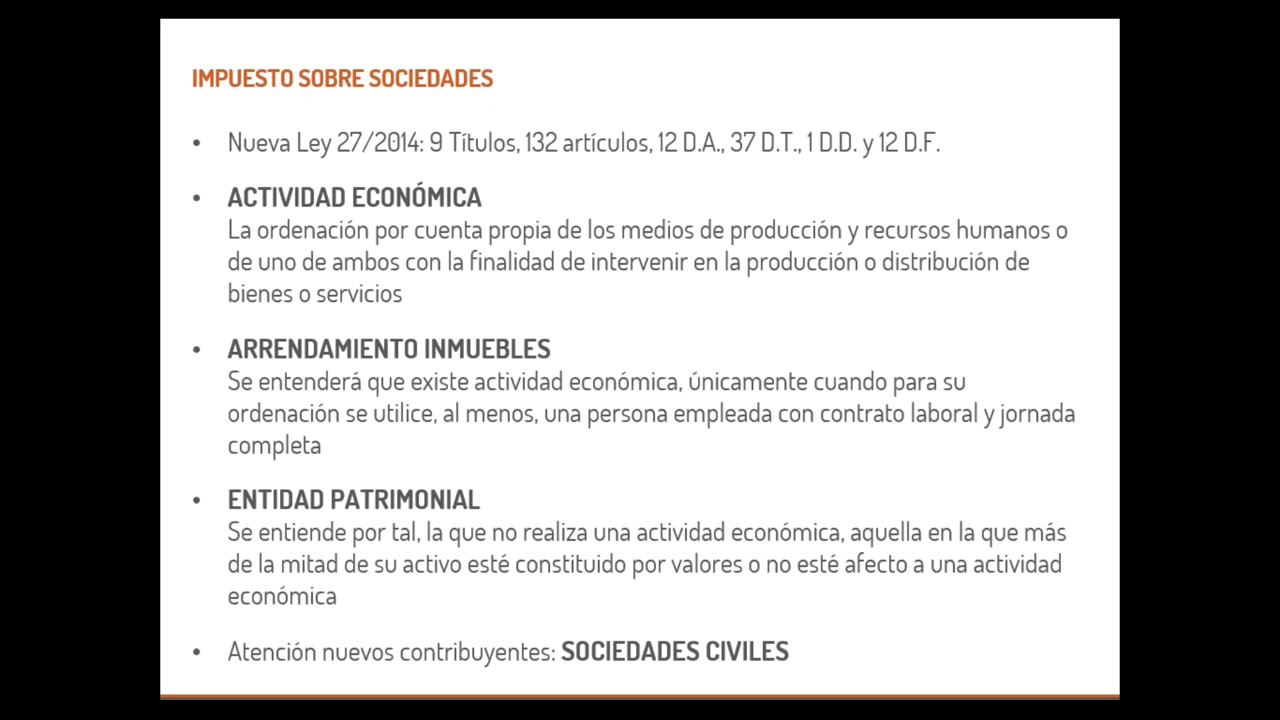 IMPUESTO SOBRE SOCIEDADES
• Nueva Ley 27/2014: 9 Títulos, 132 artículos, 12 D.A., 37 D.T., 1 D.D. y 12 D.F.
• ACTIVIDAD ECONÓMICA
La ordenación por cuenta propia de los medios de producción y recursos humanos o
de uno de ambos con la finalidad de intervenir en la producción o distribución de
bienes o servicios
• ARRENDAMIENTO INMUEBLES
Se entenderá que existe actividad económica, únicamente cuando para su
ordenación se utilice, al menos, una persona empleada con contrato laboral y jornada
completa
• ENTIDAD PATRIMONIAL
Se entiende por tal, la que no realiza una actividad económica, aquella en la que más
de la mitad de su activo esté constituido por valores o no esté afecto a una actividad
económica
• Atención nuevos contribuyentes: SOCIEDADES CIVILES